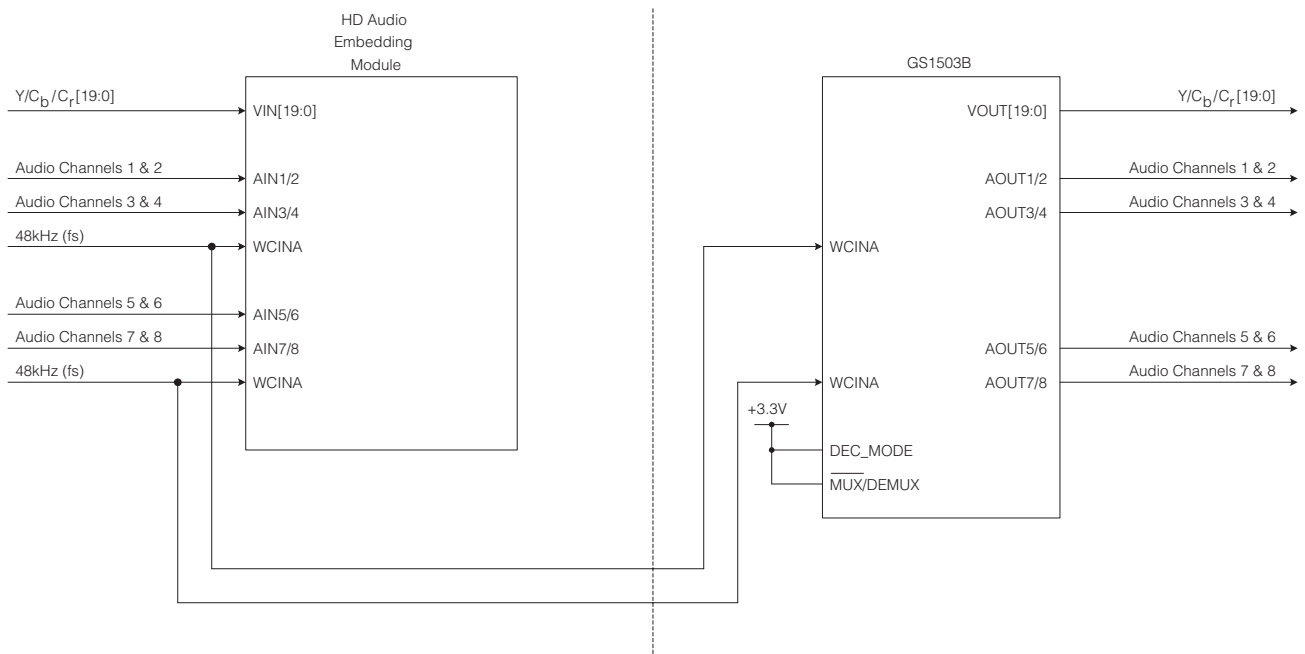 HD Audio
Embedding
Module
Y/Cb/Cr[19:0]
VIN[19:0]
Audio Channels 1 & 2
AIN1/2
Audio Channels 3 & 4
AIN3/4
48kHz (fs)
WCINA
Audio Channels 5 & 6
AIN5/6
Audio Channels 7 & 8
AIN7/8
48kHz (fs)
WCINA
GS1503B
VOUT[19:0]
Y/Cb/Cr[19:0]
AOUT1/2
Audio Channels 1 & 2
AOUT3/4
Audio Channels 3 & 4
WCINA
AOUT5/6
Audio Channels 5 & 6
WCINA
AOUT7/8
Audio Channels 7 & 8
+3.3V
DEC_MODE
MUX/DEMUX